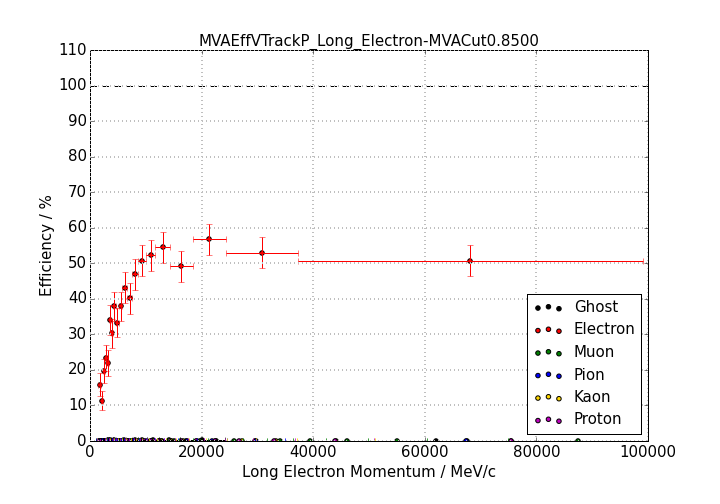 MVAEffVTrackP_Long_Electron-MVACut0.8500
110
100
90
80
70
60
50
40
30
20
10
0
Efficiency / %
Ghost
Electron
Muon
Pion
Kaon
Proton
0 20000 40000 60000 80000 100000
Long Electron Momentum / MeV/c